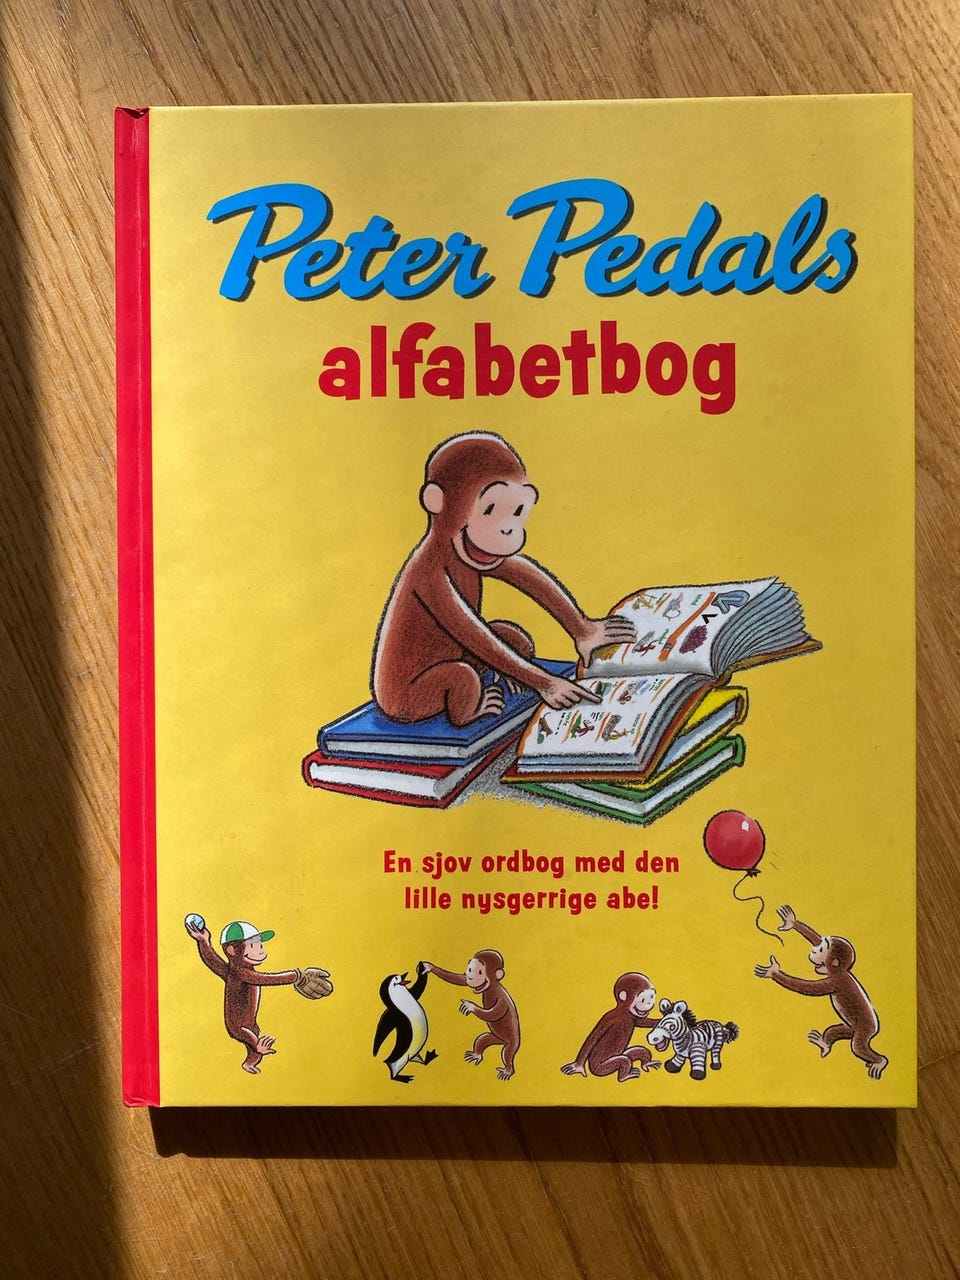 Peter Pedals
alfabetbog
En sjov ordbog med den
lille nysgerrige abe!